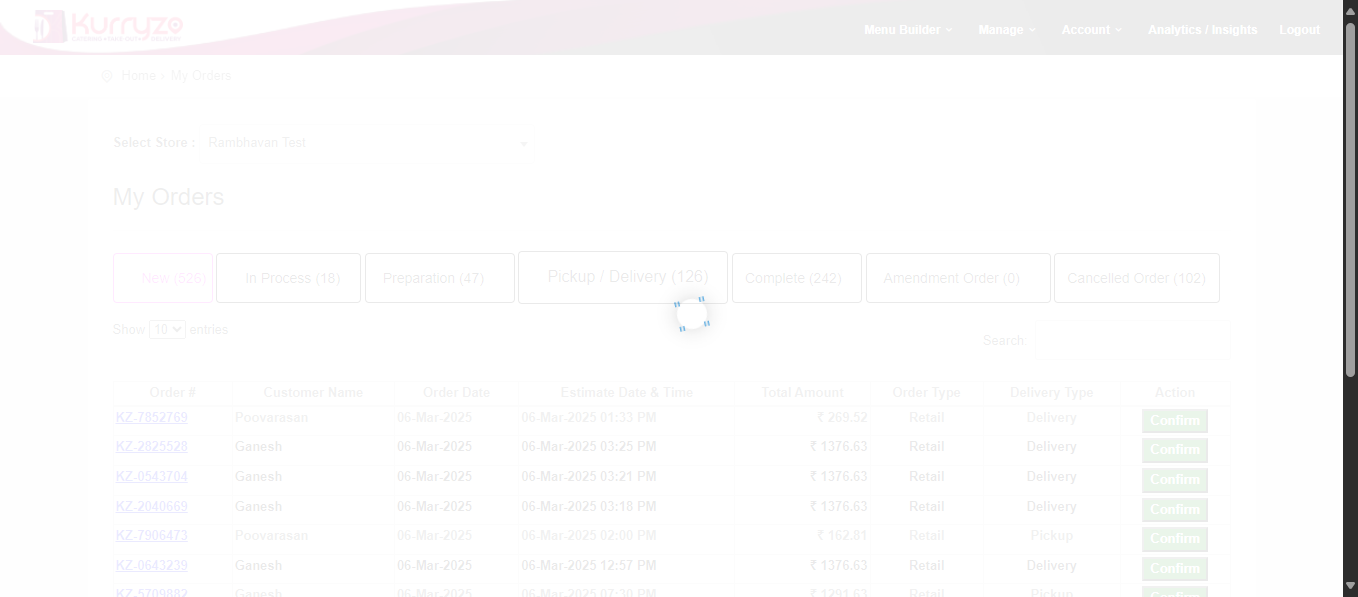 Kurryzo
Menu Builder Manage Account Analytics / Insights Logout
Home › My Orders
Select Store : Rambhavan Test
My Orders
New (526) In Process (18) Preparation (47) Pickup / Delivery (126) Complete (242) Amendment Order (0) Cancelled Order (102)
Show 10 entries
Search
Order # Customer Name Order Date Estimate Date & Time Total Amount Order Type Delivery Type Action
KZ-7852769 Poovarasan 06-Mar-2025 06-Mar-2025 01:33 PM ₹ 269.52 Retail Delivery Confirm
KZ-2825528 Ganesh 06-Mar-2025 06-Mar-2025 03:25 PM ₹ 1376.63 Retail Delivery Confirm
KZ-0543704 Ganesh 06-Mar-2025 06-Mar-2025 03:21 PM ₹ 1376.63 Retail Delivery Confirm
KZ-2040669 Ganesh 06-Mar-2025 06-Mar-2025 03:18 PM ₹ 1376.63 Retail Delivery Confirm
KZ-7906473 Poovarasan 06-Mar-2025 06-Mar-2025 02:00 PM ₹ 162.81 Retail Pickup Confirm
KZ-0643239 Ganesh 06-Mar-2025 06-Mar-2025 12:57 PM ₹ 1376.63 Retail Delivery Confirm
KZ-5709882 Ganesh 06-Mar-2025 06-Mar-2025 07:30 PM ₹ 1291.63 Retail Pickup Confirm